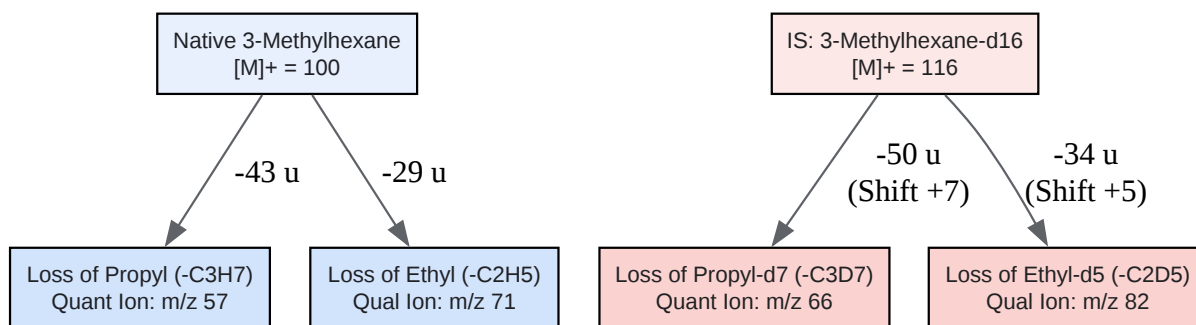 Native 3-Methylhexane
[M]+ = 100
IS: 3-Methylhexane-d16
[M]+ = 116
-43 u
-29 u
-50 u
(Shift +7)
-34 u
(Shift +5)
Loss of Propyl (-C3H7)
Quant Ion: m/z 57
Loss of Ethyl (-C2H5)
Qual Ion: m/z 71
Loss of Propyl-d7 (-C3D7)
Quant Ion: m/z 66
Loss of Ethyl-d5 (-C2D5)
Qual Ion: m/z 82